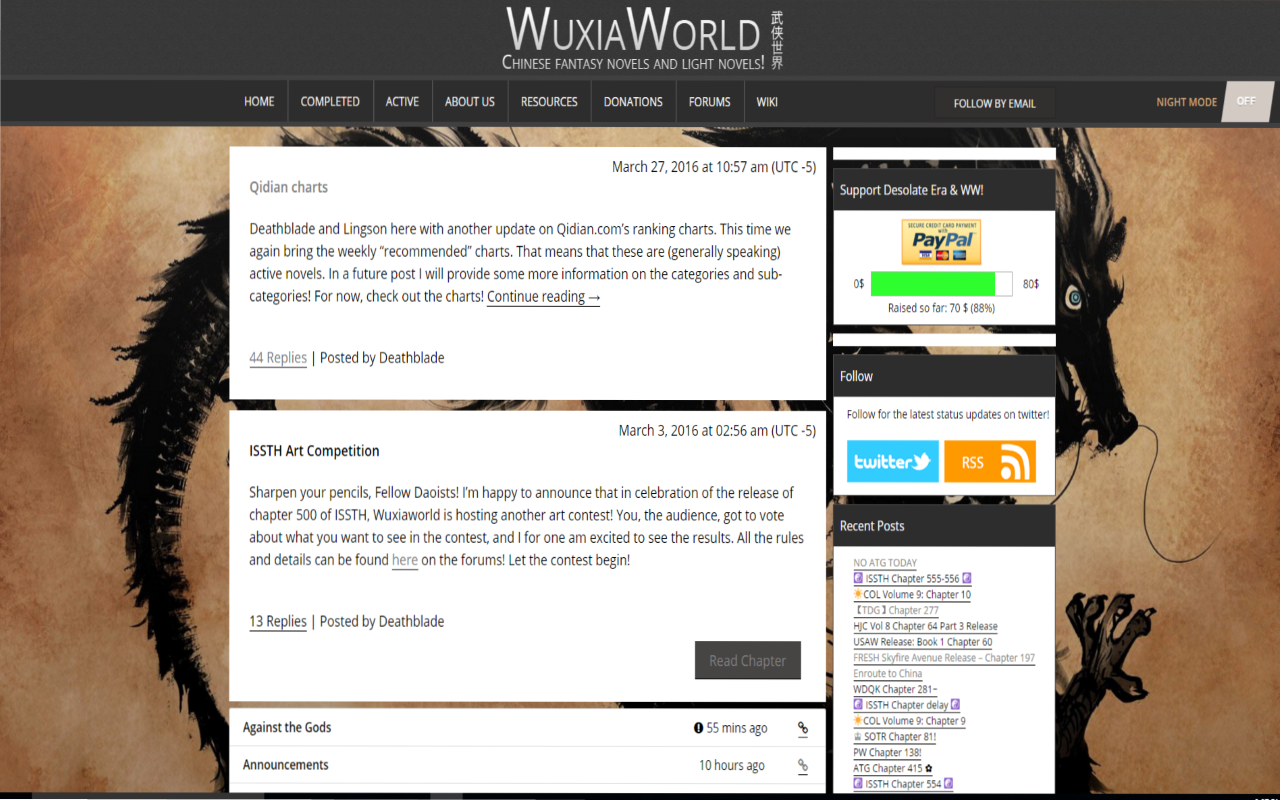 WuxiaWorld
武侠世界
Chinese fantasy novels and light novels!
HOME
COMPLETED
ACTIVE
ABOUT US
RESOURCES
DONATIONS
FORUMS
WIKI
FOLLOW BY EMAIL
NIGHT MODE
OFF
March 27, 2016 at 10:57 am (UTC -5)
Qidian charts
Deathblade and Lingson here with another update on Qidian.com’s ranking charts. This time we
again bring the weekly “recommended” charts. That means that these are (generally speaking)
active novels. In a future post I will provide some more information on the categories and sub-
categories! For now, check out the charts! Continue reading →
44 Replies | Posted by Deathblade
March 3, 2016 at 02:56 am (UTC -5)
ISSTH Art Competition
Sharpen your pencils, Fellow Daoists! I’m happy to announce that in celebration of the release of
chapter 500 of ISSTH, Wuxiaworld is hosting another art contest! You, the audience, got to vote
about what you want to see in the contest, and I for one am excited to see the results. All the rules
and details can be found here on the forums! Let the contest begin!
13 Replies | Posted by Deathblade
Read Chapter
Against the Gods
55 mins ago
Announcements
10 hours ago
Support Desolate Era & WW!
SECURE CREDIT CARD PAYMENT
with
PayPal
0$
80$
Raised so far: 70 $ (88%)
Follow
Follow for the latest status updates on twitter!
twitter
RSS
Recent Posts
NO ATG TODAY
ISSTH Chapter 555-556
☀COL Volume 9: Chapter 10
【TDG】Chapter 277
HJC Vol 8 Chapter 64 Part 3 Release
USAW Release: Book 1 Chapter 60
FRESH Skyfire Avenue Release – Chapter 197
Enroute to China
WDQK Chapter 281~
ISSTH Chapter delay
☀COL Volume 9: Chapter 9
♕ SOTR Chapter 81!
PW Chapter 138!
ATG Chapter 415 ✿
ISSTH Chapter 554